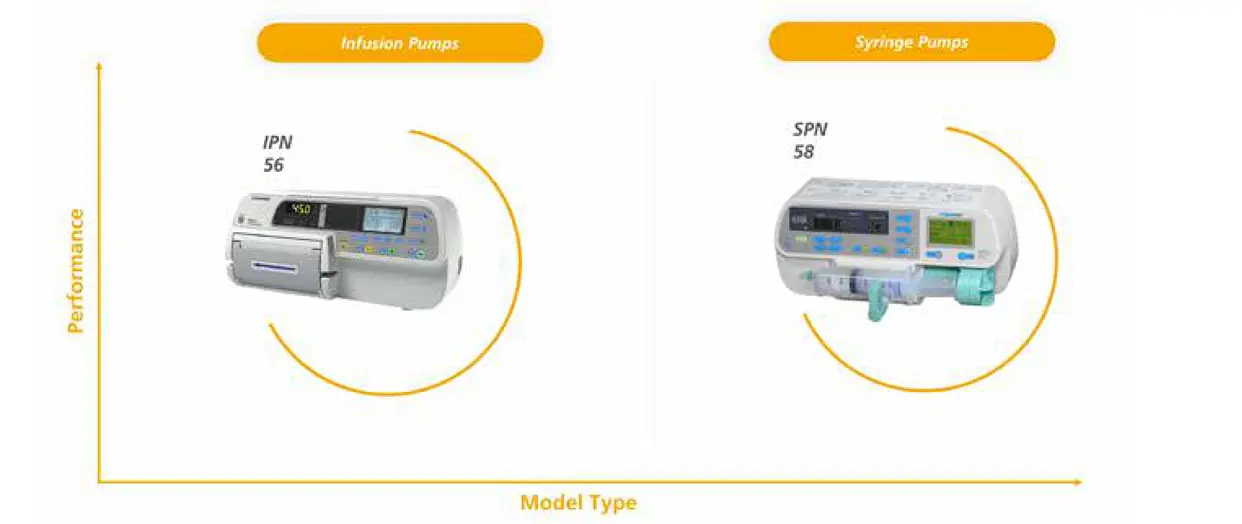 Infusion Pumps
Syringe Pumps
IPN
56
SPN
58
450
Performance
Model Type